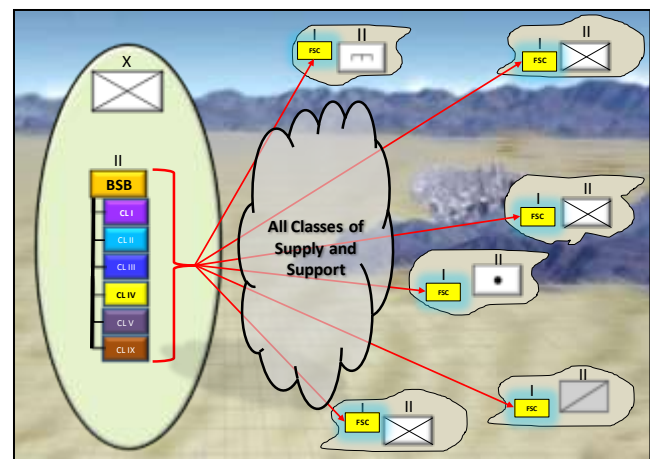 X
II
BSB
CL I
CL II
CL III
CL IV
CL V
CL IX
All Classes of
Supply and
Support
I
II
FSC
I
II
FSC
I
II
FSC
I
II
FSC
I
II
FSC
I
II
FSC